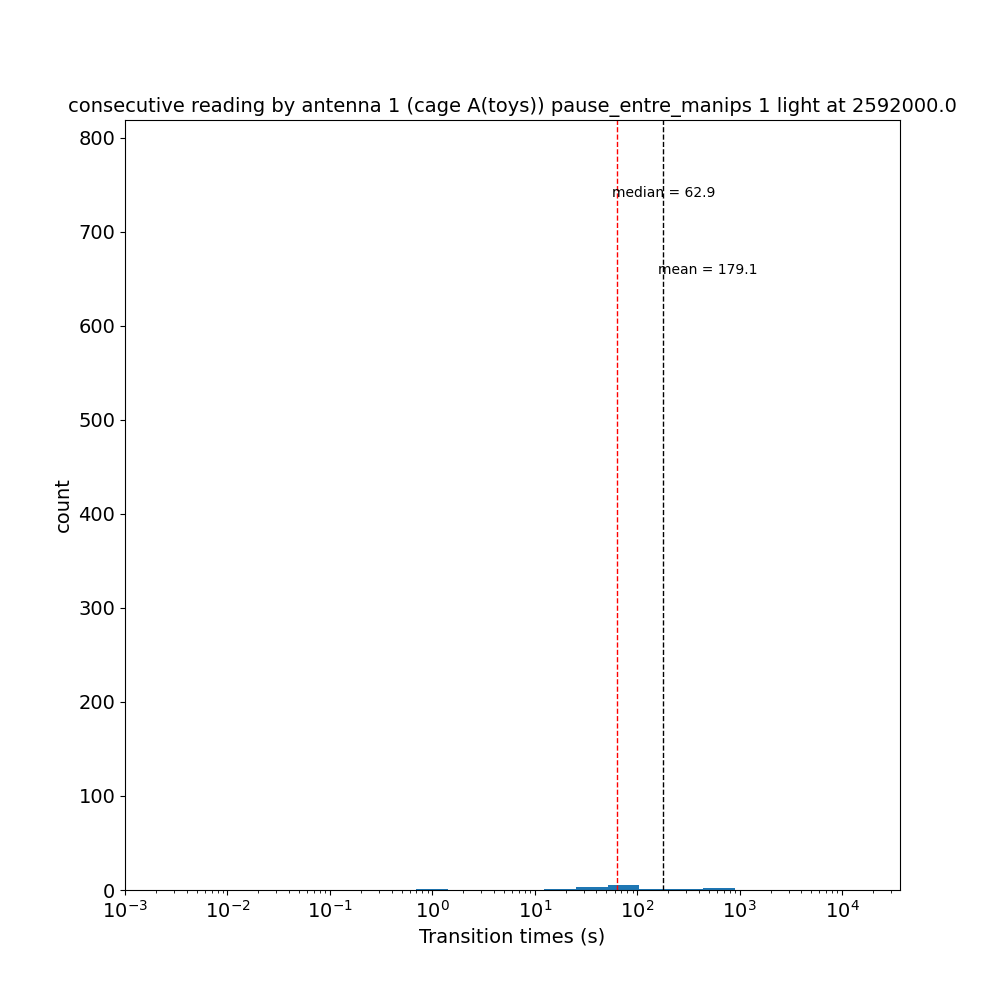 consecutive reading by antenna 1 (cage A(toys)) pause_entre_manips 1 light at 2592000.0
800
median = 62.9
700
mean = 179.1
600
500
400
300
200
100
0
count
10⁻³ 10⁻² 10⁻¹ 10⁰ 10¹ 10² 10³ 10⁴
Transition times (s)